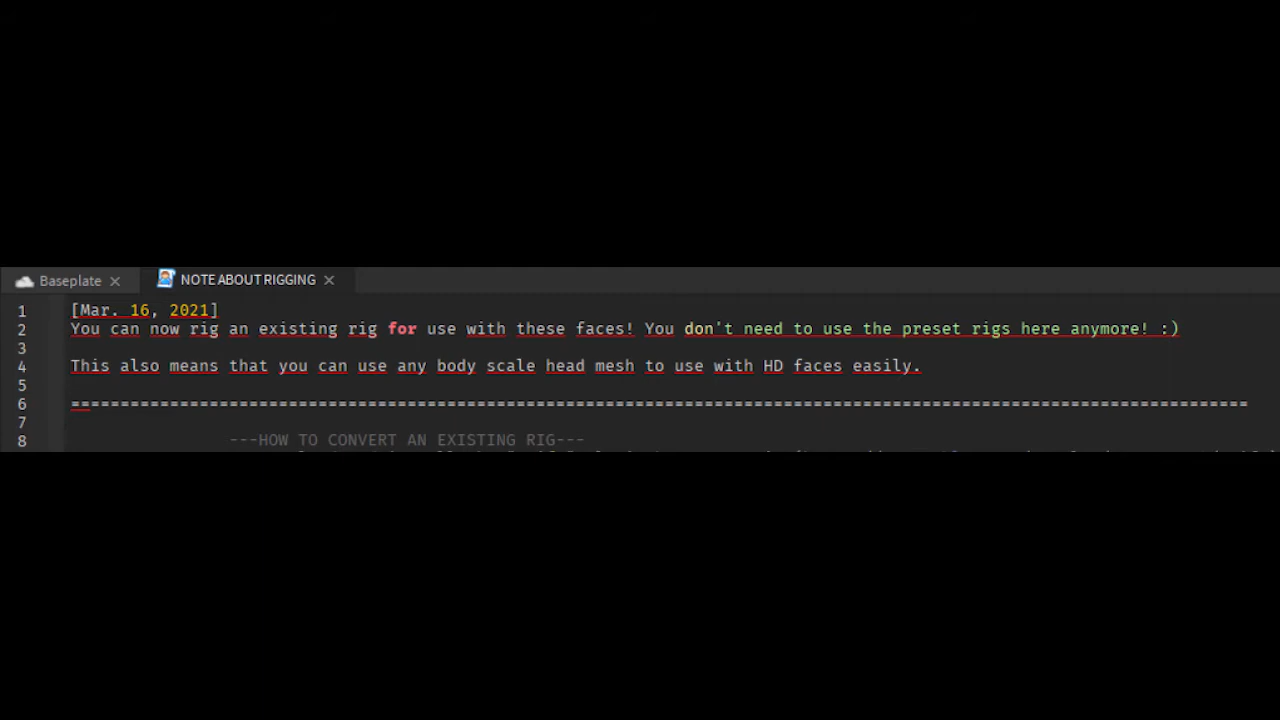 Baseplate
NOTE ABOUT RIGGING
1 [Mar. 16, 2021]
2 You can now rig an existing rig for use with these faces! You don't need to use the preset rigs here anymore! :)
3
4 This also means that you can use any body scale head mesh to use with HD faces easily.
5
6 =======================================================================================================================
7
8 ---HOW TO CONVERT AN EXISTING RIG---